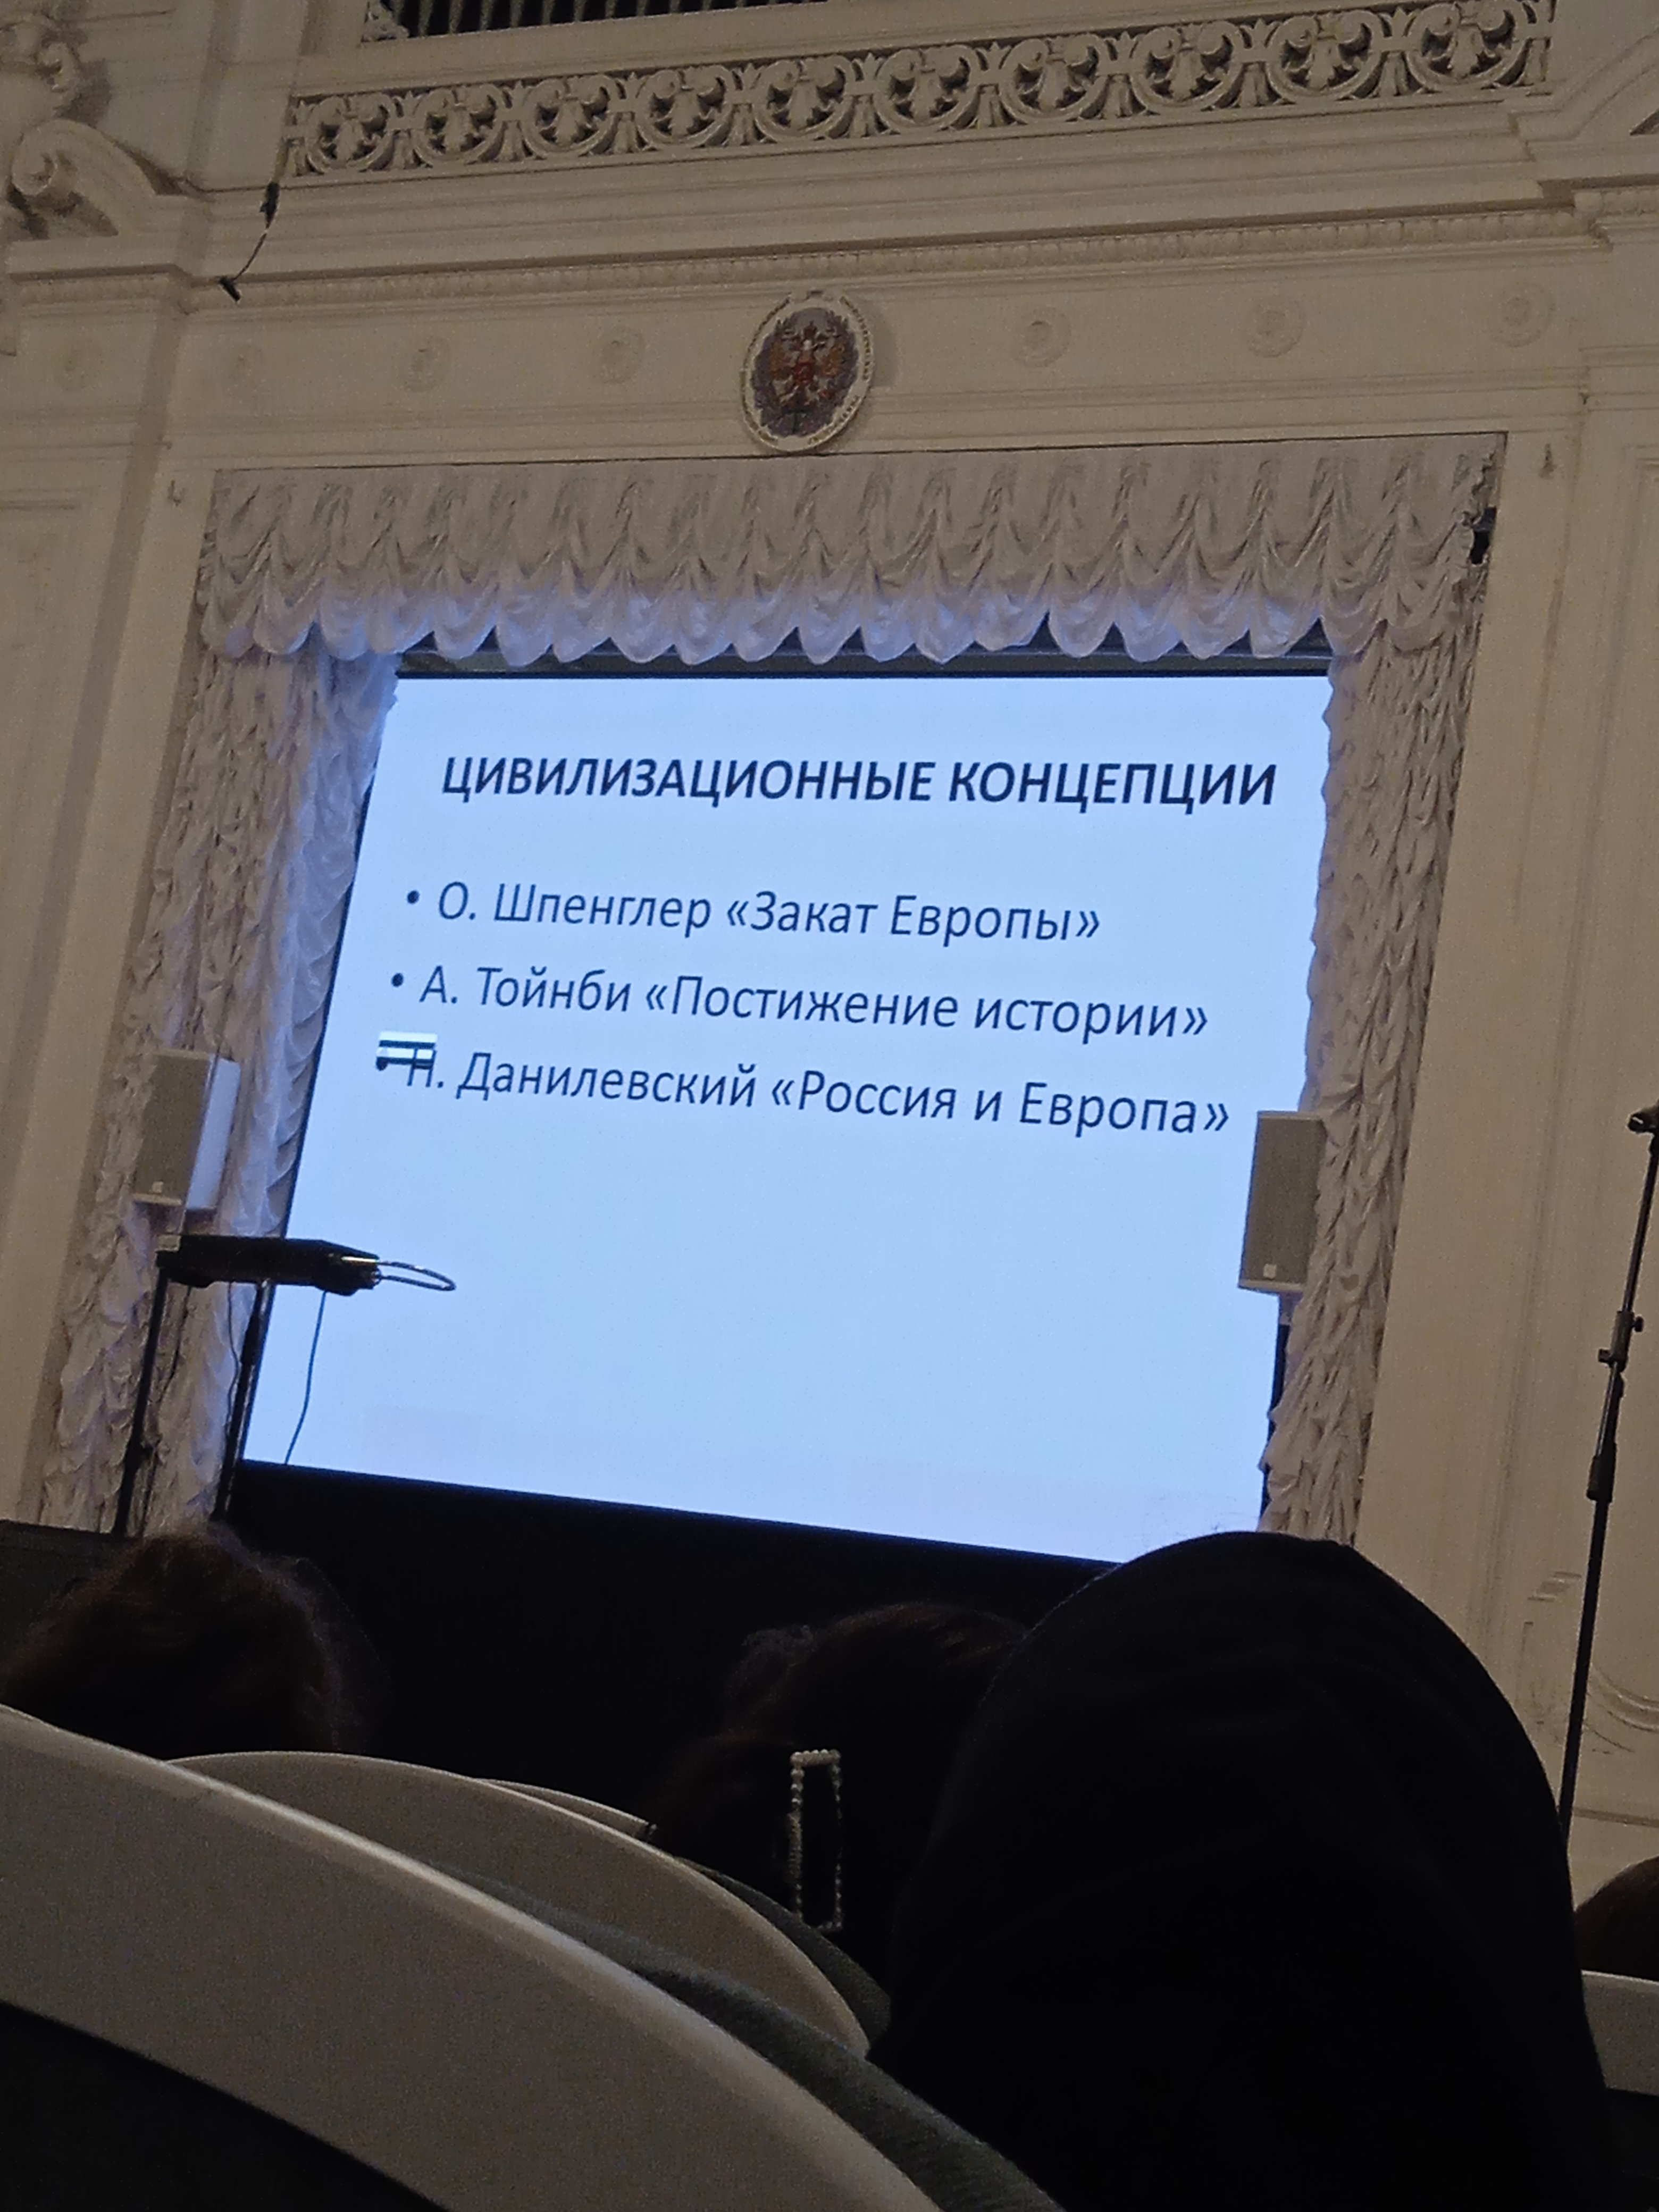 ЦИВИЛИЗАЦИОННЫЕ КОНЦЕПЦИИ
• О. Шпенглер «Закат Европы»
• А. Тойнби «Постижение истории»
Н. Данилевский «Россия и Европа»